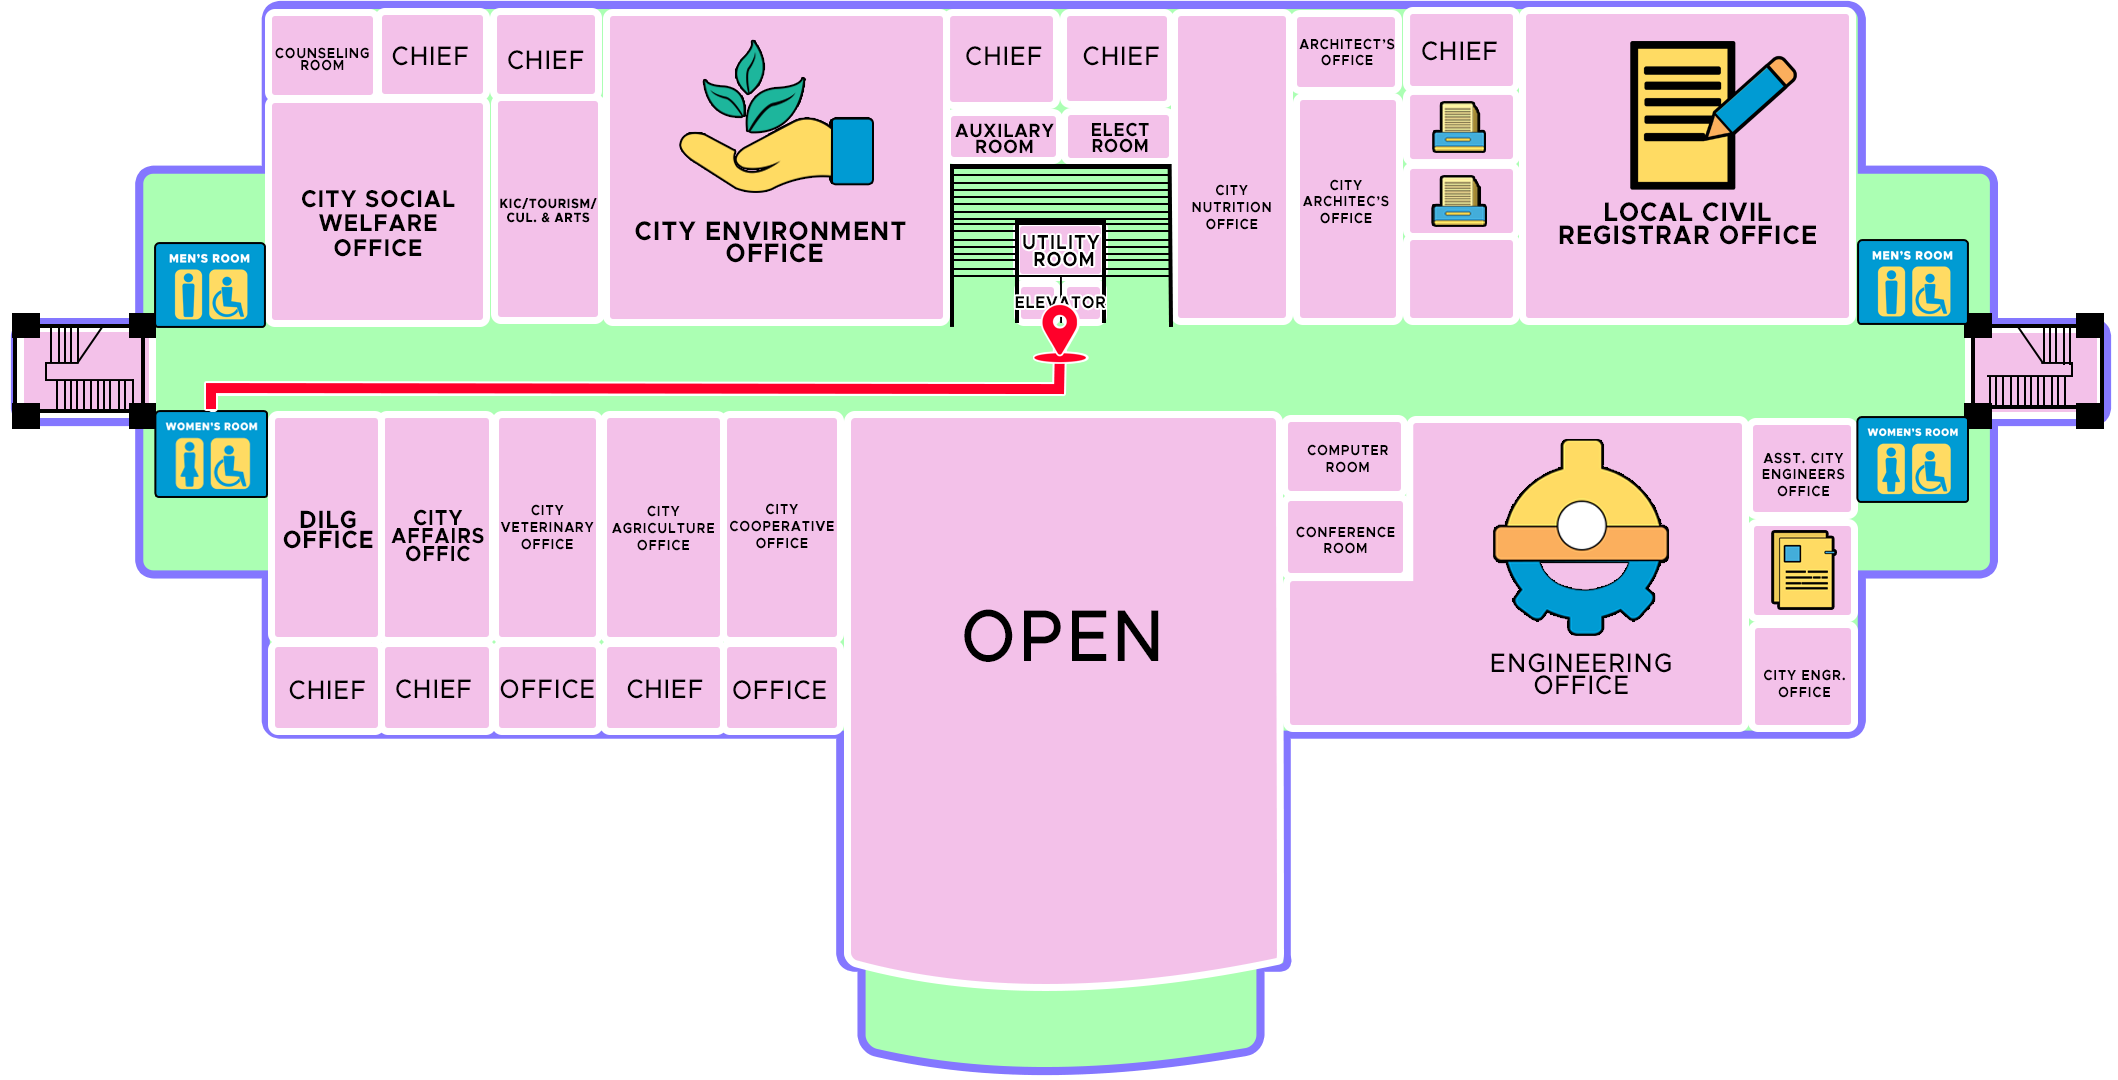 COUNSELING
ROOM
CHIEF
CHIEF
CHIEF
CHIEF
ARCHITECT'S
OFFICE
CHIEF
AUXILARY
ROOM
ELECT
ROOM
CITY SOCIAL
WELFARE
OFFICE
KIC/TOURISM/
CUL. & ARTS
CITY ENVIRONMENT
OFFICE
UTILITY
ROOM
ELEVATOR
CITY
NUTRITION
OFFICE
CITY
ARCHITEC'S
OFFICE
LOCAL CIVIL
REGISTRAR OFFICE
MEN'S ROOM
MEN'S ROOM
WOMEN'S ROOM
WOMEN'S ROOM
DILG
OFFICE
CITY
AFFAIRS
OFFIC
CITY
VETERINARY
OFFICE
CITY
AGRICULTURE
OFFICE
CITY
COOPERATIVE
OFFICE
OPEN
COMPUTER
ROOM
CONFERENCE
ROOM
ENGINEERING
OFFICE
ASST. CITY
ENGINEERS
OFFICE
CITY ENGR.
OFFICE
CHIEF
CHIEF
OFFICE
CHIEF
OFFICE